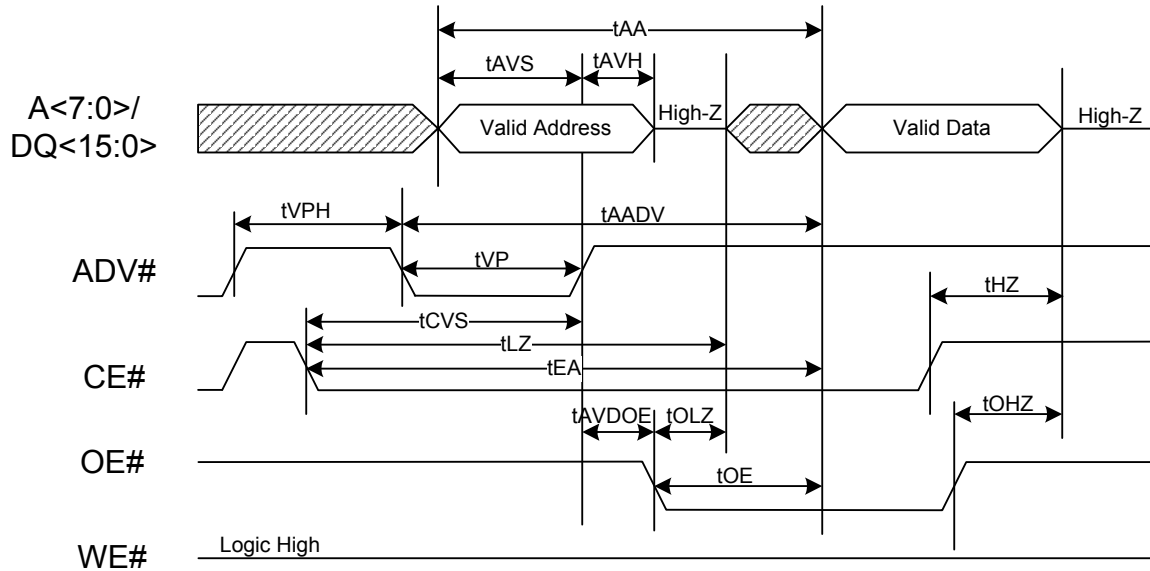 tAA
tAVS
tAVH
A<7:0>/
DQ<15:0>
Valid Address
High-Z
Valid Data
High-Z
tVPH
tAADV
ADV#
tVP
tHZ
tCVS
tLZ
CE#
tEA
tAVDOE
tOLZ
tOHZ
OE#
tOE
WE#
Logic High